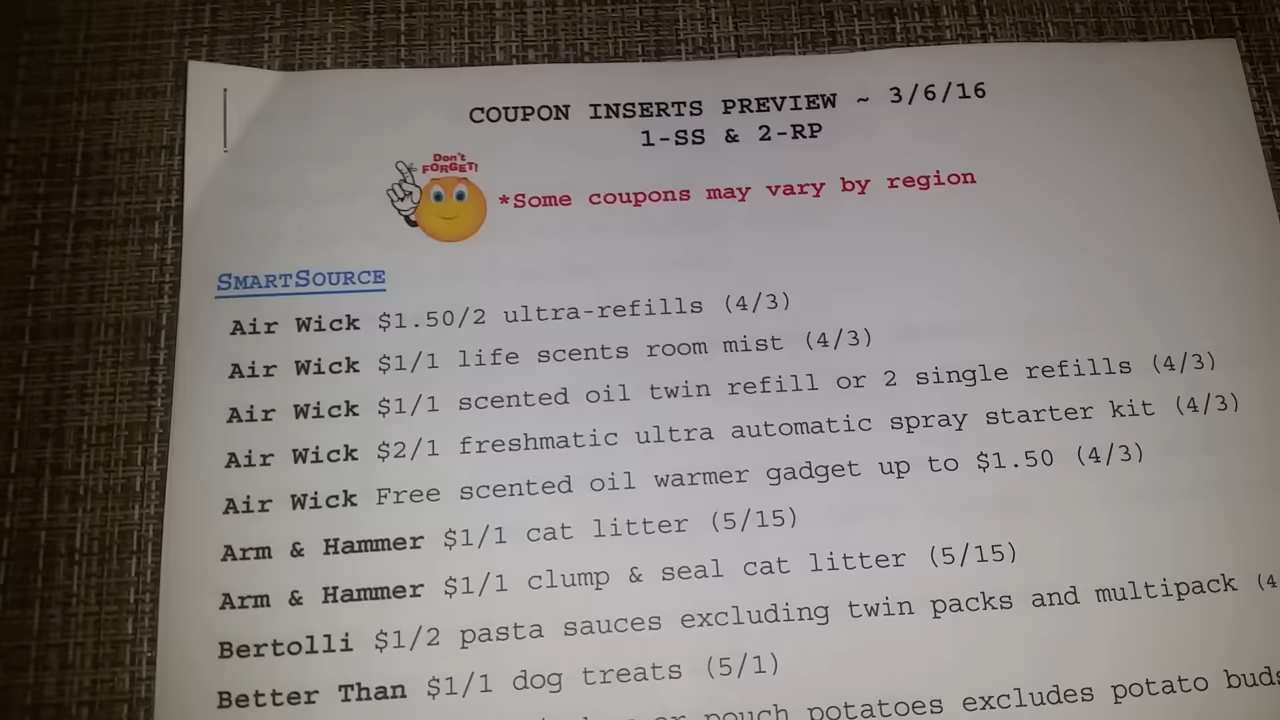 COUPON INSERTS PREVIEW ~ 3/6/16
1-SS & 2-RP
Don't
FORGET!
*Some coupons may vary by region
SMARTSOURCE
Air Wick $1.50/2 ultra-refills (4/3)
Air Wick $1/1 life scents room mist (4/3)
Air Wick $1/1 scented oil twin refill or 2 single refills (4/3)
Air Wick $2/1 freshmatic ultra automatic spray starter kit (4/3)
Air Wick Free scented oil warmer gadget up to $1.50 (4/3)
Arm & Hammer $1/1 cat litter (5/15)
Arm & Hammer $1/1 clump & seal cat litter (5/15)
Bertolli $1/2 pasta sauces excluding twin packs and multipack (4
Better Than $1/1 dog treats (5/1)
or pouch potatoes excludes potato buds